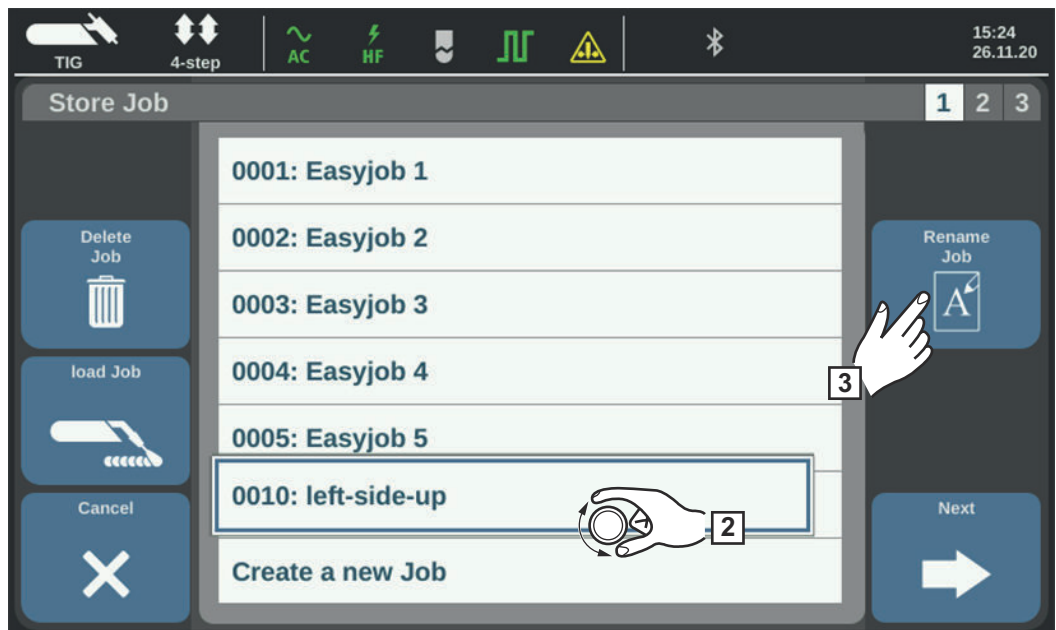 TIG
4-step
AC
HF
15:24
26.11.20
Store Job
1 2 3
0001: Easyjob 1
0002: Easyjob 2
0003: Easyjob 3
0004: Easyjob 4
0005: Easyjob 5
0010: left-side-up
Create a new Job
Delete
Job
load Job
Cancel
Rename
Job
A
3
2
Next